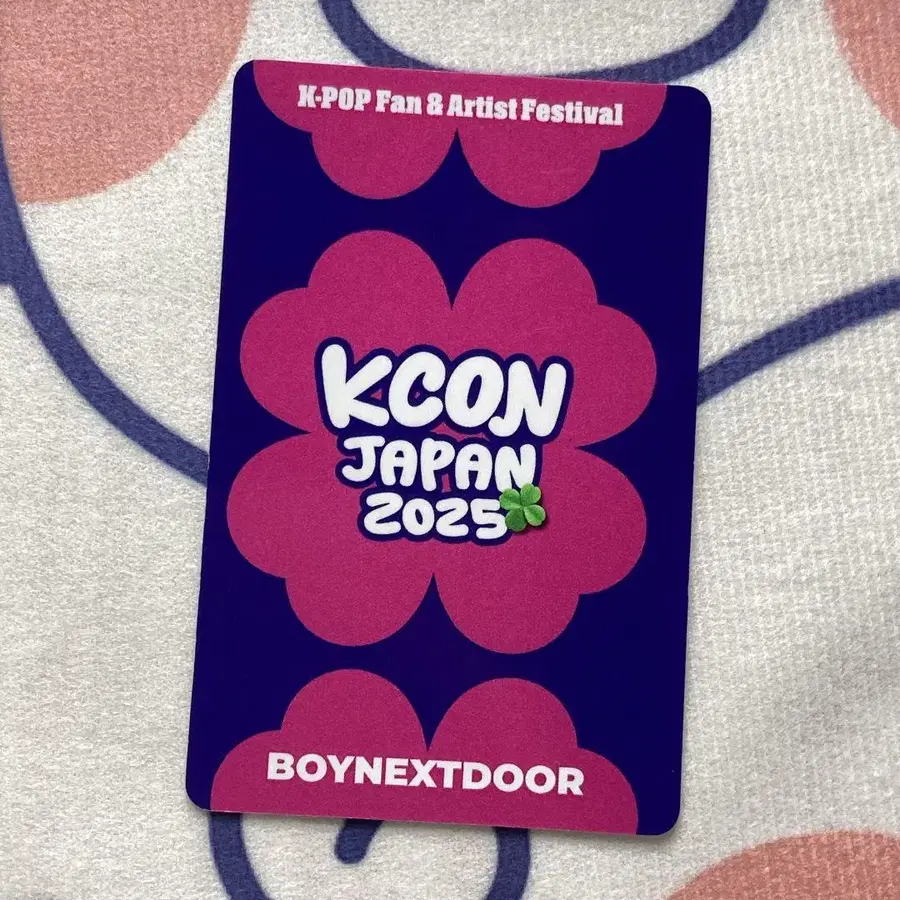 K-POP Fan & Artist Festival
KCON
JAPAN
2025
BOYNEXTDOOR